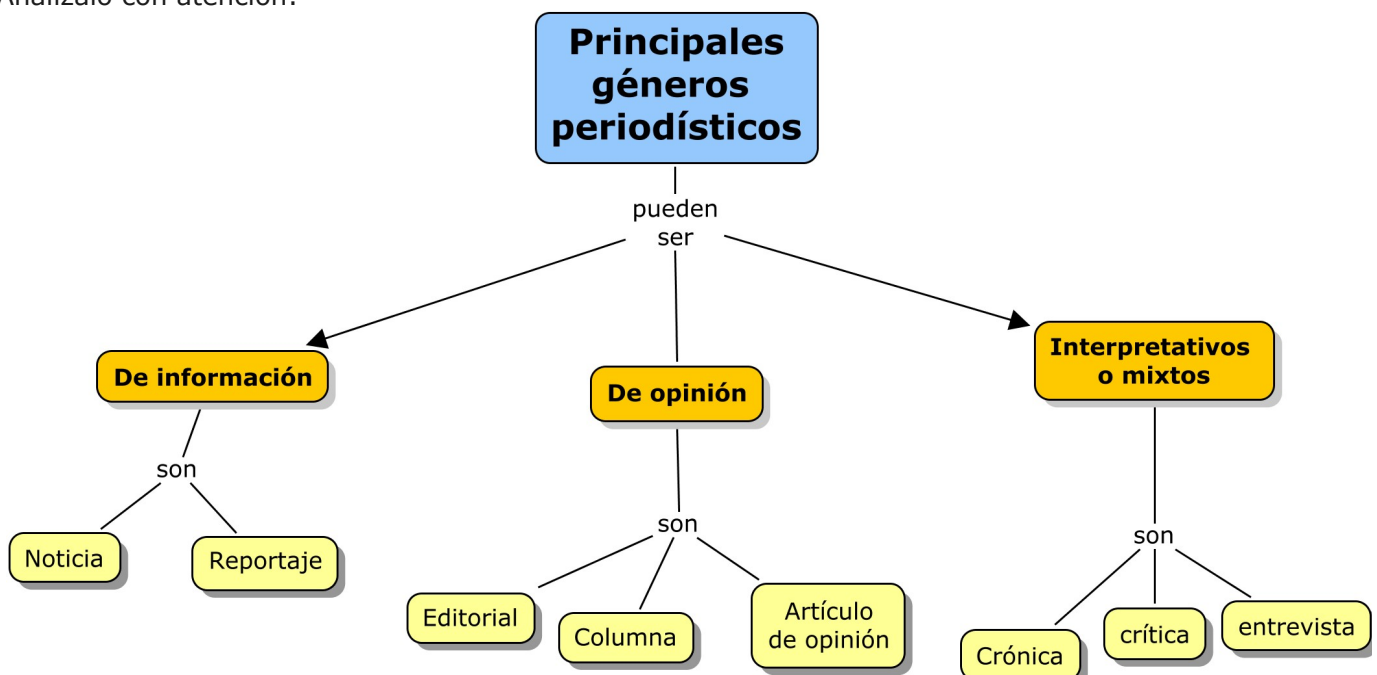 Analízalo con atención.
Principales
géneros
periodísticos
pueden
ser
De información
De opinión
Interpretativos
o mixtos
son
Noticia
Reportaje
son
Editorial
Columna
Artículo
de opinión
son
Crónica
crítica
entrevista